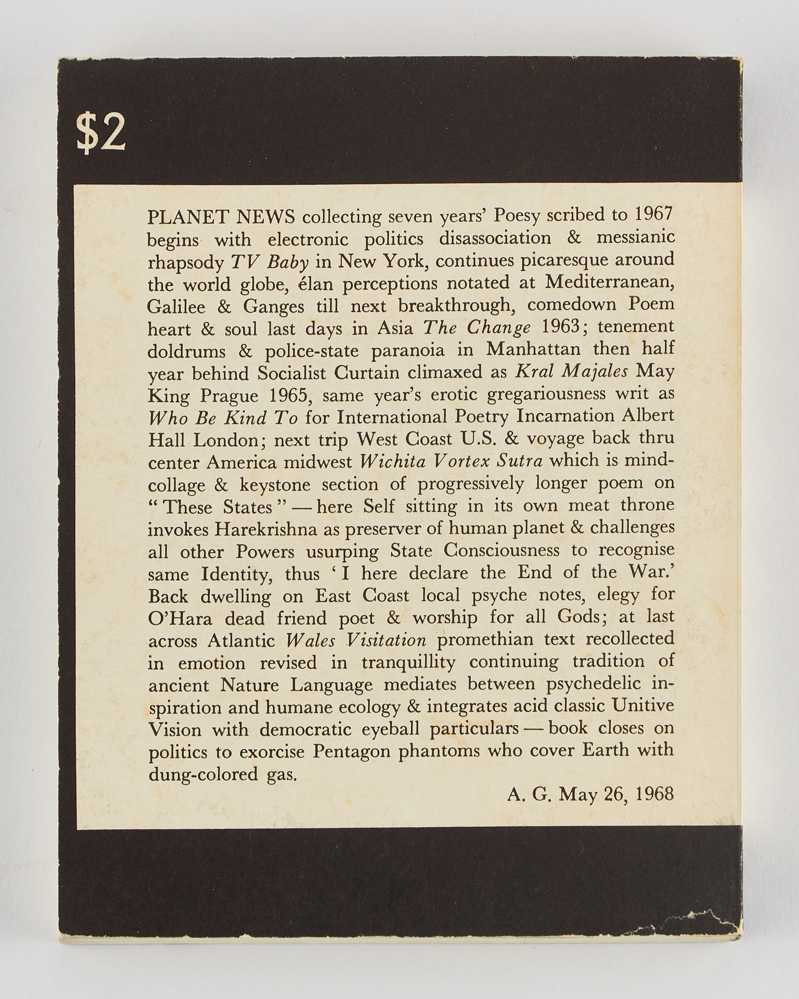 $2
PLANET NEWS collecting seven years' Poesy scribed to 1967
begins with electronic politics disassociation & messianic
rhapsody TV Baby in New York, continues picaresque around
the world globe, élan perceptions notated at Mediterranean,
Galilee & Ganges till next breakthrough, comedown Poem
heart & soul last days in Asia The Change 1963; tenement
doldrums & police-state paranoia in Manhattan then half
year behind Socialist Curtain climaxed as Kral Majales May
King Prague 1965, same year's erotic gregariousness writ as
Who Be Kind To for International Poetry Incarnation Albert
Hall London; next trip West Coast U.S. & voyage back thru
center America midwest Wichita Vortex Sutra which is mind-
collage & keystone section of progressively longer poem on
“These States” — here Self sitting in its own meat throne
invokes Harekrishna as preserver of human planet & challenges
all other Powers usurping State Consciousness to recognise
same Identity, thus ‘I here declare the End of the War.’
Back dwelling on East Coast local psyche notes, elegy for
O'Hara dead friend poet & worship for all Gods; at last
across Atlantic Wales Visitation promethian text recollected
in emotion revised in tranquillity continuing tradition of
ancient Nature Language mediates between psychedelic in-
spiration and humane ecology & integrates acid classic Unitive
Vision with democratic eyeball particulars — book closes on
politics to exorcise Pentagon phantoms who cover Earth with
dung-colored gas.
A. G. May 26, 1968